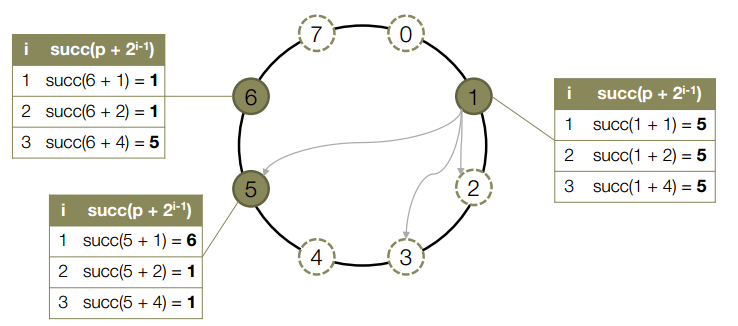 7
0
i succ(p + 2^i-1)
1 succ(6 + 1) = 1
2 succ(6 + 2) = 1
3 succ(6 + 4) = 5
6
1
i succ(p + 2^i-1)
1 succ(1 + 1) = 5
2 succ(1 + 2) = 5
3 succ(1 + 4) = 5
5
2
i succ(p + 2^i-1)
1 succ(5 + 1) = 6
2 succ(5 + 2) = 1
3 succ(5 + 4) = 1
4
3